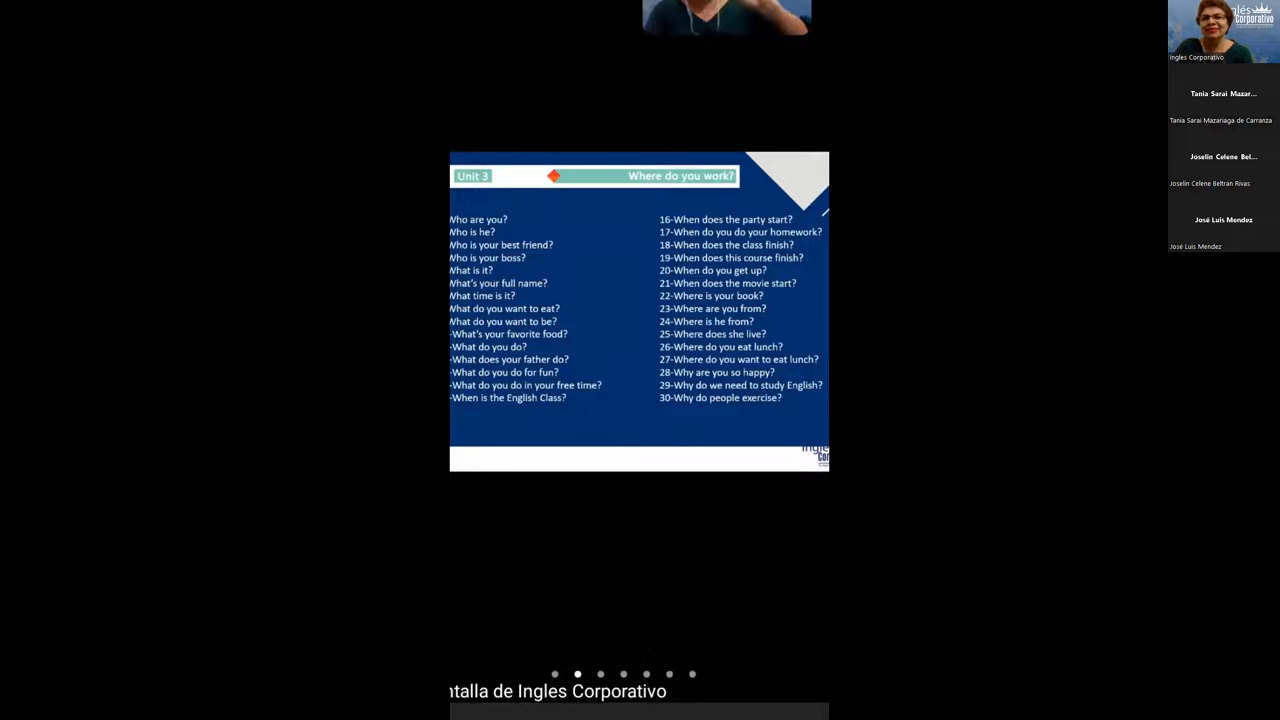 lés
Corporativo
Ingles Corporativo
Tania Sarai Mazar...
Tania Sarai Mazariaga de Carranza
Joselin Celene Bel...
Joselin Celene Beltran Rivas
José Luis Mendez
José Luis Mendez
Unit 3
Where do you work?
Who are you?
Who is he?
Who is your best friend?
Who is your boss?
What is it?
What's your full name?
What time is it?
What do you want to eat?
What do you want to be?
-What's your favorite food?
-What do you do?
-What does your father do?
-What do you do for fun?
-What do you do in your free time?
-When is the English Class?
16-When does the party start?
17-When do you do your homework?
18-When does the class finish?
19-When does this course finish?
20-When do you get up?
21-When does the movie start?
22-Where is your book?
23-Where are you from?
24-Where is he from?
25-Where does she live?
26-Where do you eat lunch?
27-Where do you want to eat lunch?
28-Why are you so happy?
29-Why do we need to study English?
30-Why do people exercise?
Ingle
Cor
ntalla de Ingles Corporativo